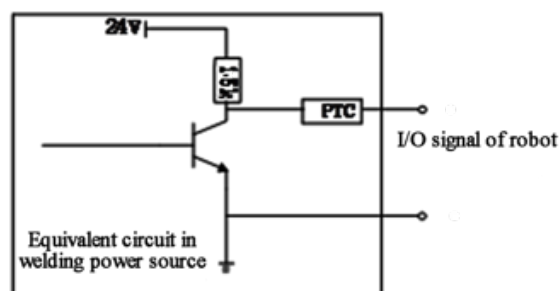 24V
1.5K
PTC
I/O signal of robot
Equivalent circuit in
welding power source